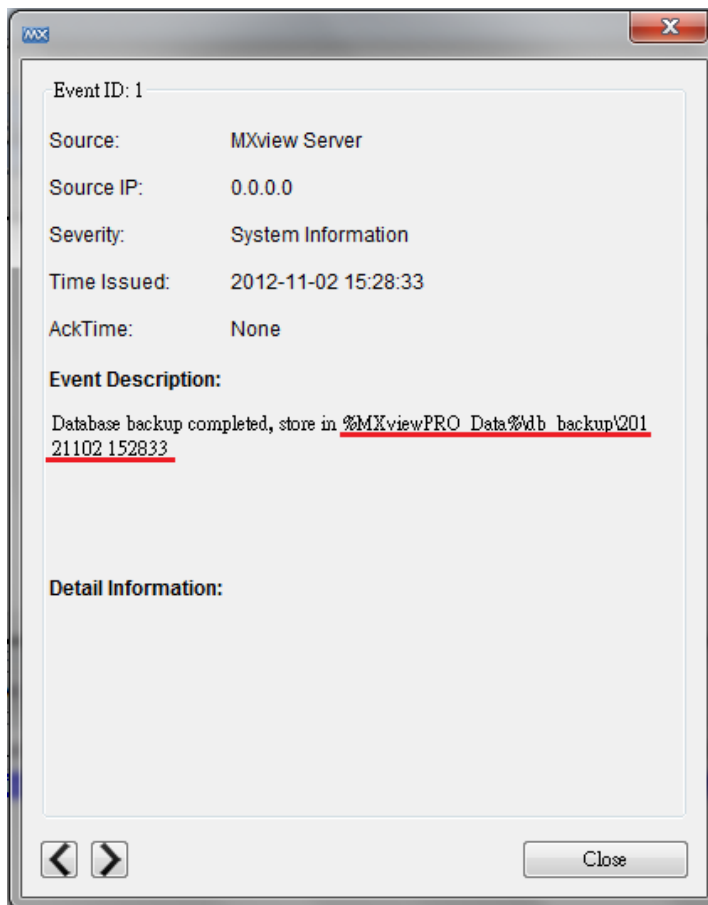 MX
X
Event ID: 1
Source: MXview Server
Source IP: 0.0.0.0
Severity: System Information
Time Issued: 2012-11-02 15:28:33
AckTime: None
Event Description:
Database backup completed, store in %MXviewPRO_Data%\db_backup\201
21102152833
Detail Information:
Close